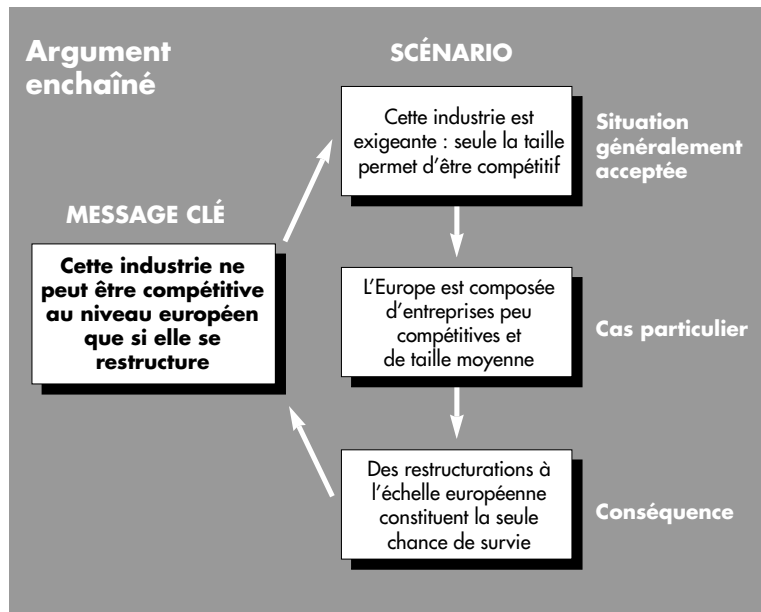 Argument
enchaîné
SCÉNARIO
Cette industrie est
exigeante : seule la taille
permet d'être compétitif
Situation
généralement
acceptée
MESSAGE CLÉ
Cette industrie ne
peut être compétitive
au niveau européen
que si elle se
restructure
L'Europe est composée
d'entreprises peu
compétitives et
de taille moyenne
Cas particulier
Des restructurations à
l'échelle européenne
constituent la seule
chance de survie
Conséquence